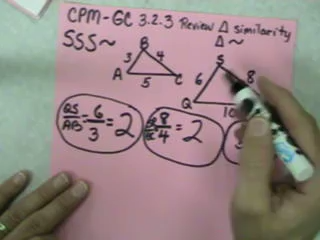 CPM-GC 3.2.3 Review Δ similarity
SSS~ Δ ~
B S
3 4 6 8
A 5 C Q 10
QS/AB = 6/3 = 2 8/4 = 2